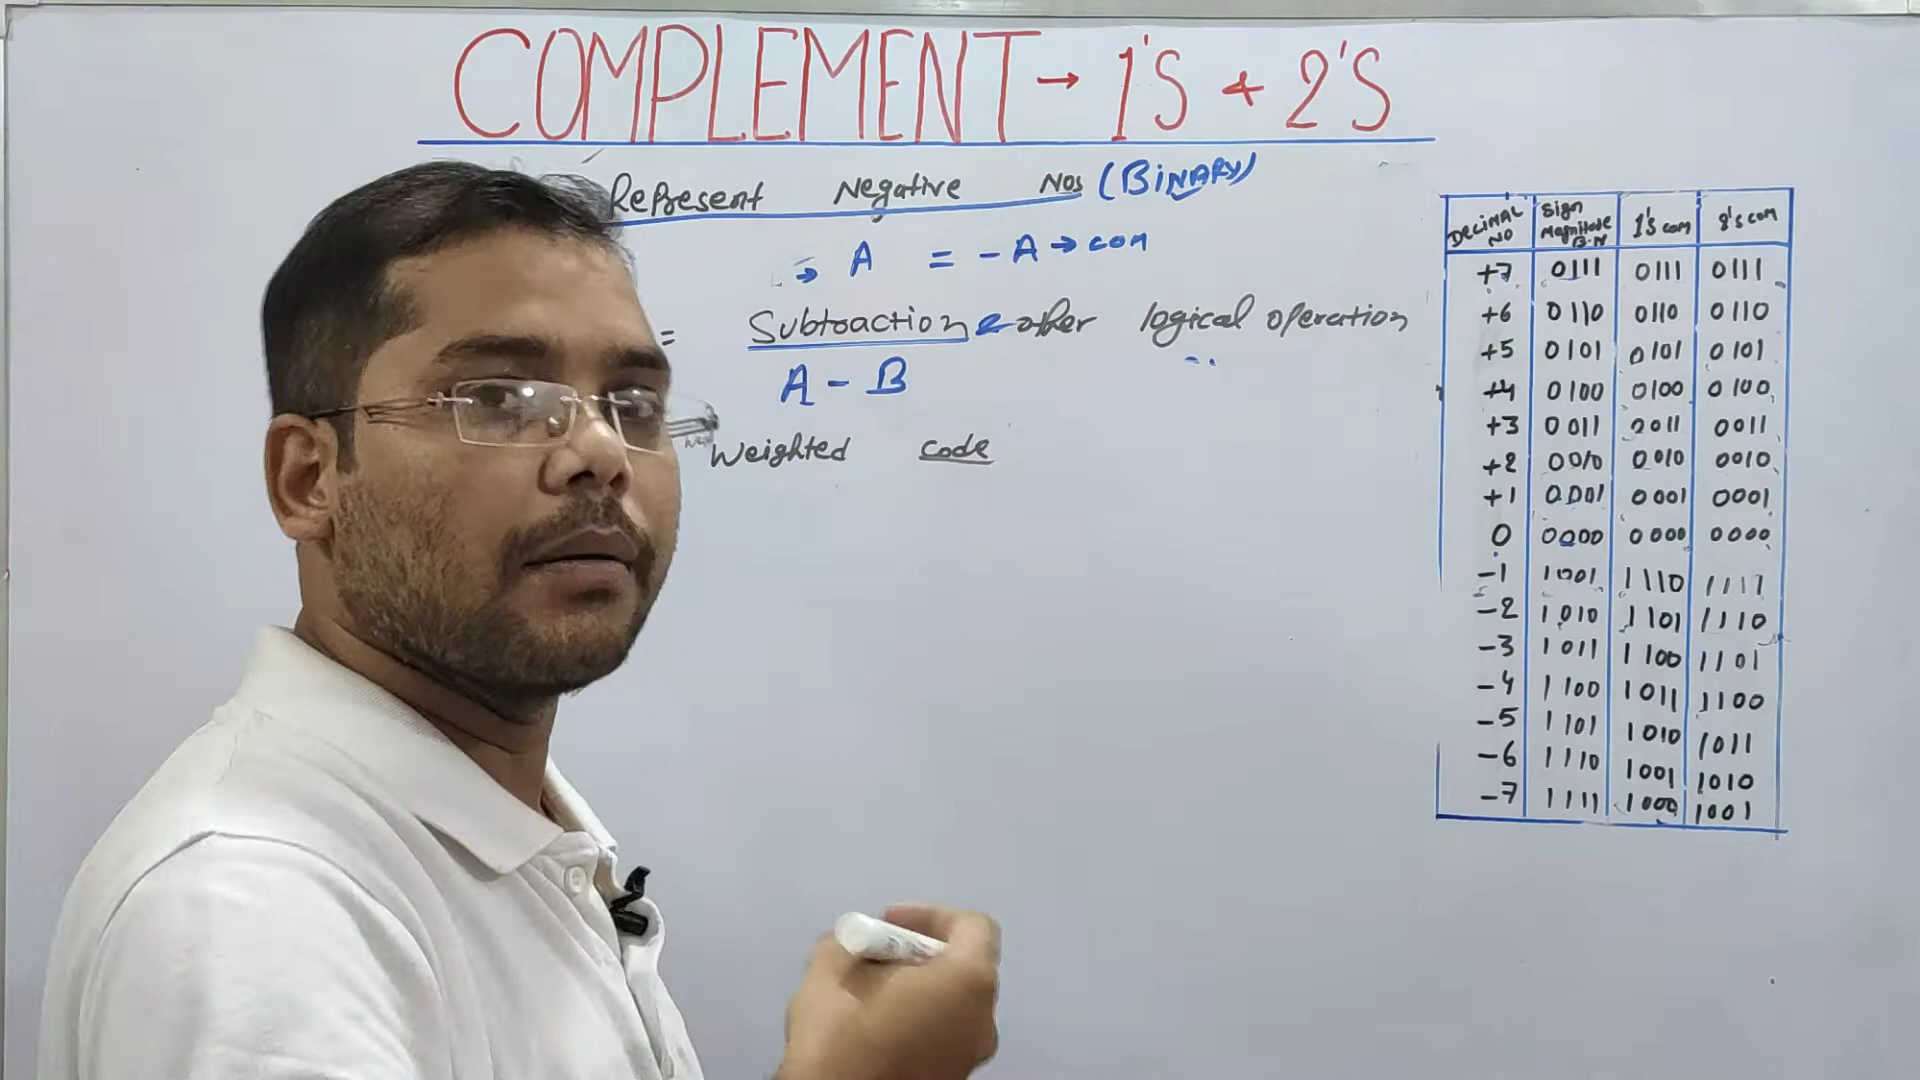 COMPLEMENT → 1'S & 2'S
Represent Negative Nos (BINARY)
→ A = - A → com
= Subtraction & other logical operation
A - B
Weighted code
DECIMAL NO | Sign Magnitude B.N | 1's com | 2's com
+7 0111 0111 0111
+6 0110 0110 0110
+5 0101 0101 0101
+4 0100 0100 0100
+3 0011 0011 0011
+2 0010 0010 0010
+1 0001 0001 0001
0 0000 0000 0000
-1 1001 1110 1111
-2 1010 1101 1110
-3 1011 1100 1101
-4 1100 1011 1100
-5 1101 1010 1011
-6 1110 1001 1010
-7 1111 1000 1001